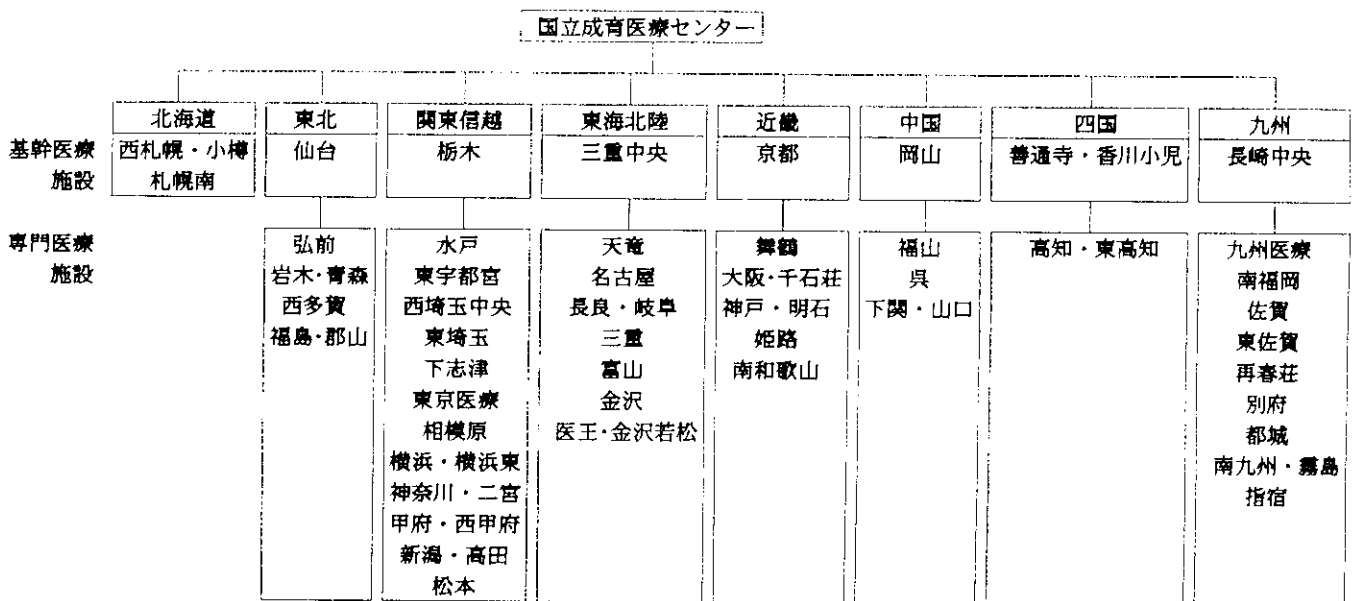 国立成育医療センター
北海道 東北 関東信越 東海北陸 近畿 中国 四国 九州
基幹医療 西札幌・小樽 仙台 栃木 三重中央 京都 岡山 善通寺・香川小児 長崎中央
施設 札幌南
専門医療 弘前 水戸 天竜 舞鶴 福山 高知・東高知 九州医療
施設 岩木・青森 東宇都宮 名古屋 大阪・千石荘 呉 南福岡
西多賀 西埼玉中央 長良・岐阜 神戸・明石 下関・山口 佐賀
福島・郡山 東埼玉 三重 姫路 東佐賀
下志津 富山 南和歌山 再春荘
東京医療 金沢 別府
相模原 医王・金沢若松 都城
横浜・横浜東 南九州・霧島
神奈川・二宮 指宿
甲府・西甲府
新潟・高田
松本